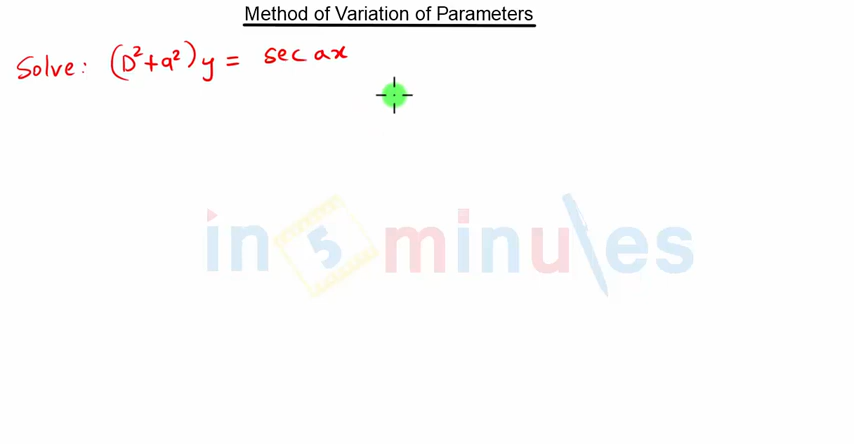 Method of Variation of Parameters
Solve: (D²+a²)y = sec ax
in 5 minutes